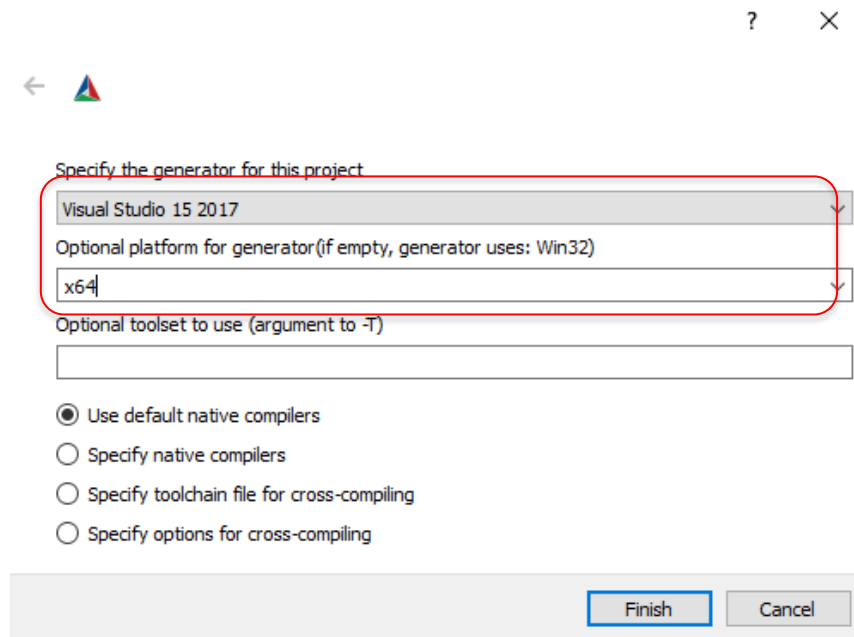 ?
Specify the generator for this project
Visual Studio 15 2017
Optional platform for generator(if empty, generator uses: Win32)
x64
Optional toolset to use (argument to -T)
Use default native compilers
Specify native compilers
Specify toolchain file for cross-compiling
Specify options for cross-compiling
Finish Cancel